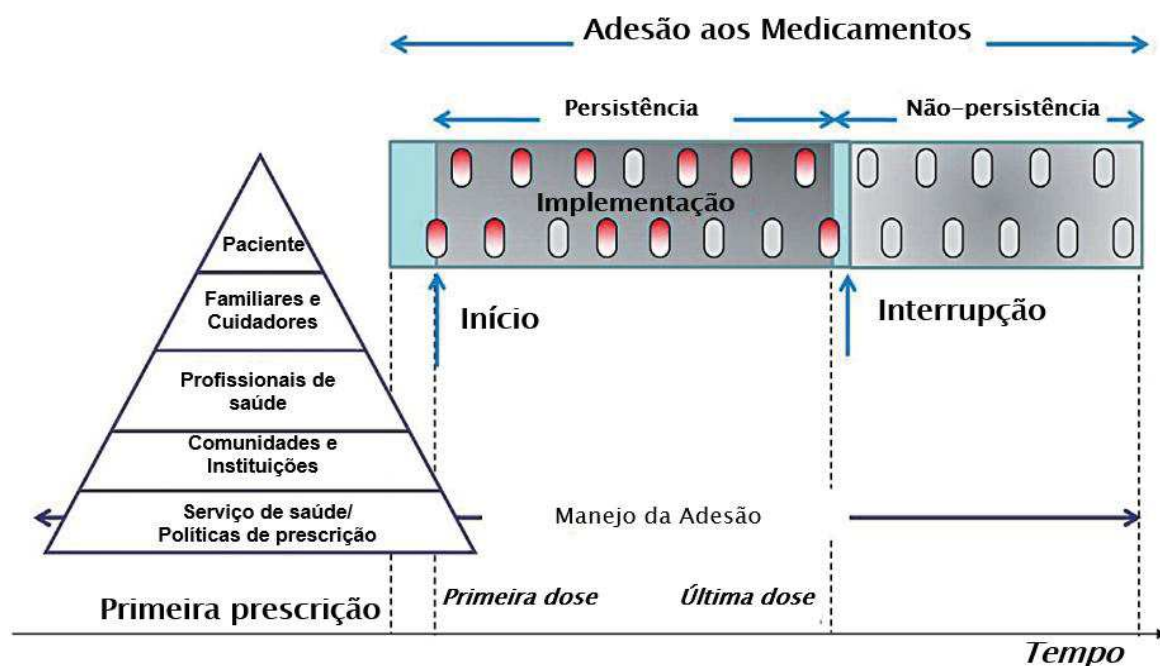 Adesão aos Medicamentos
Persistência
Não-persistência
Implementação
Início
Interrupção
Paciente
Familiares e
Cuidadores
Profissionais de
saúde
Comunidades e
Instituições
Serviço de saúde/
Políticas de prescrição
Manejo da Adesão
Primeira prescrição
Primeira dose
Última dose
Tempo